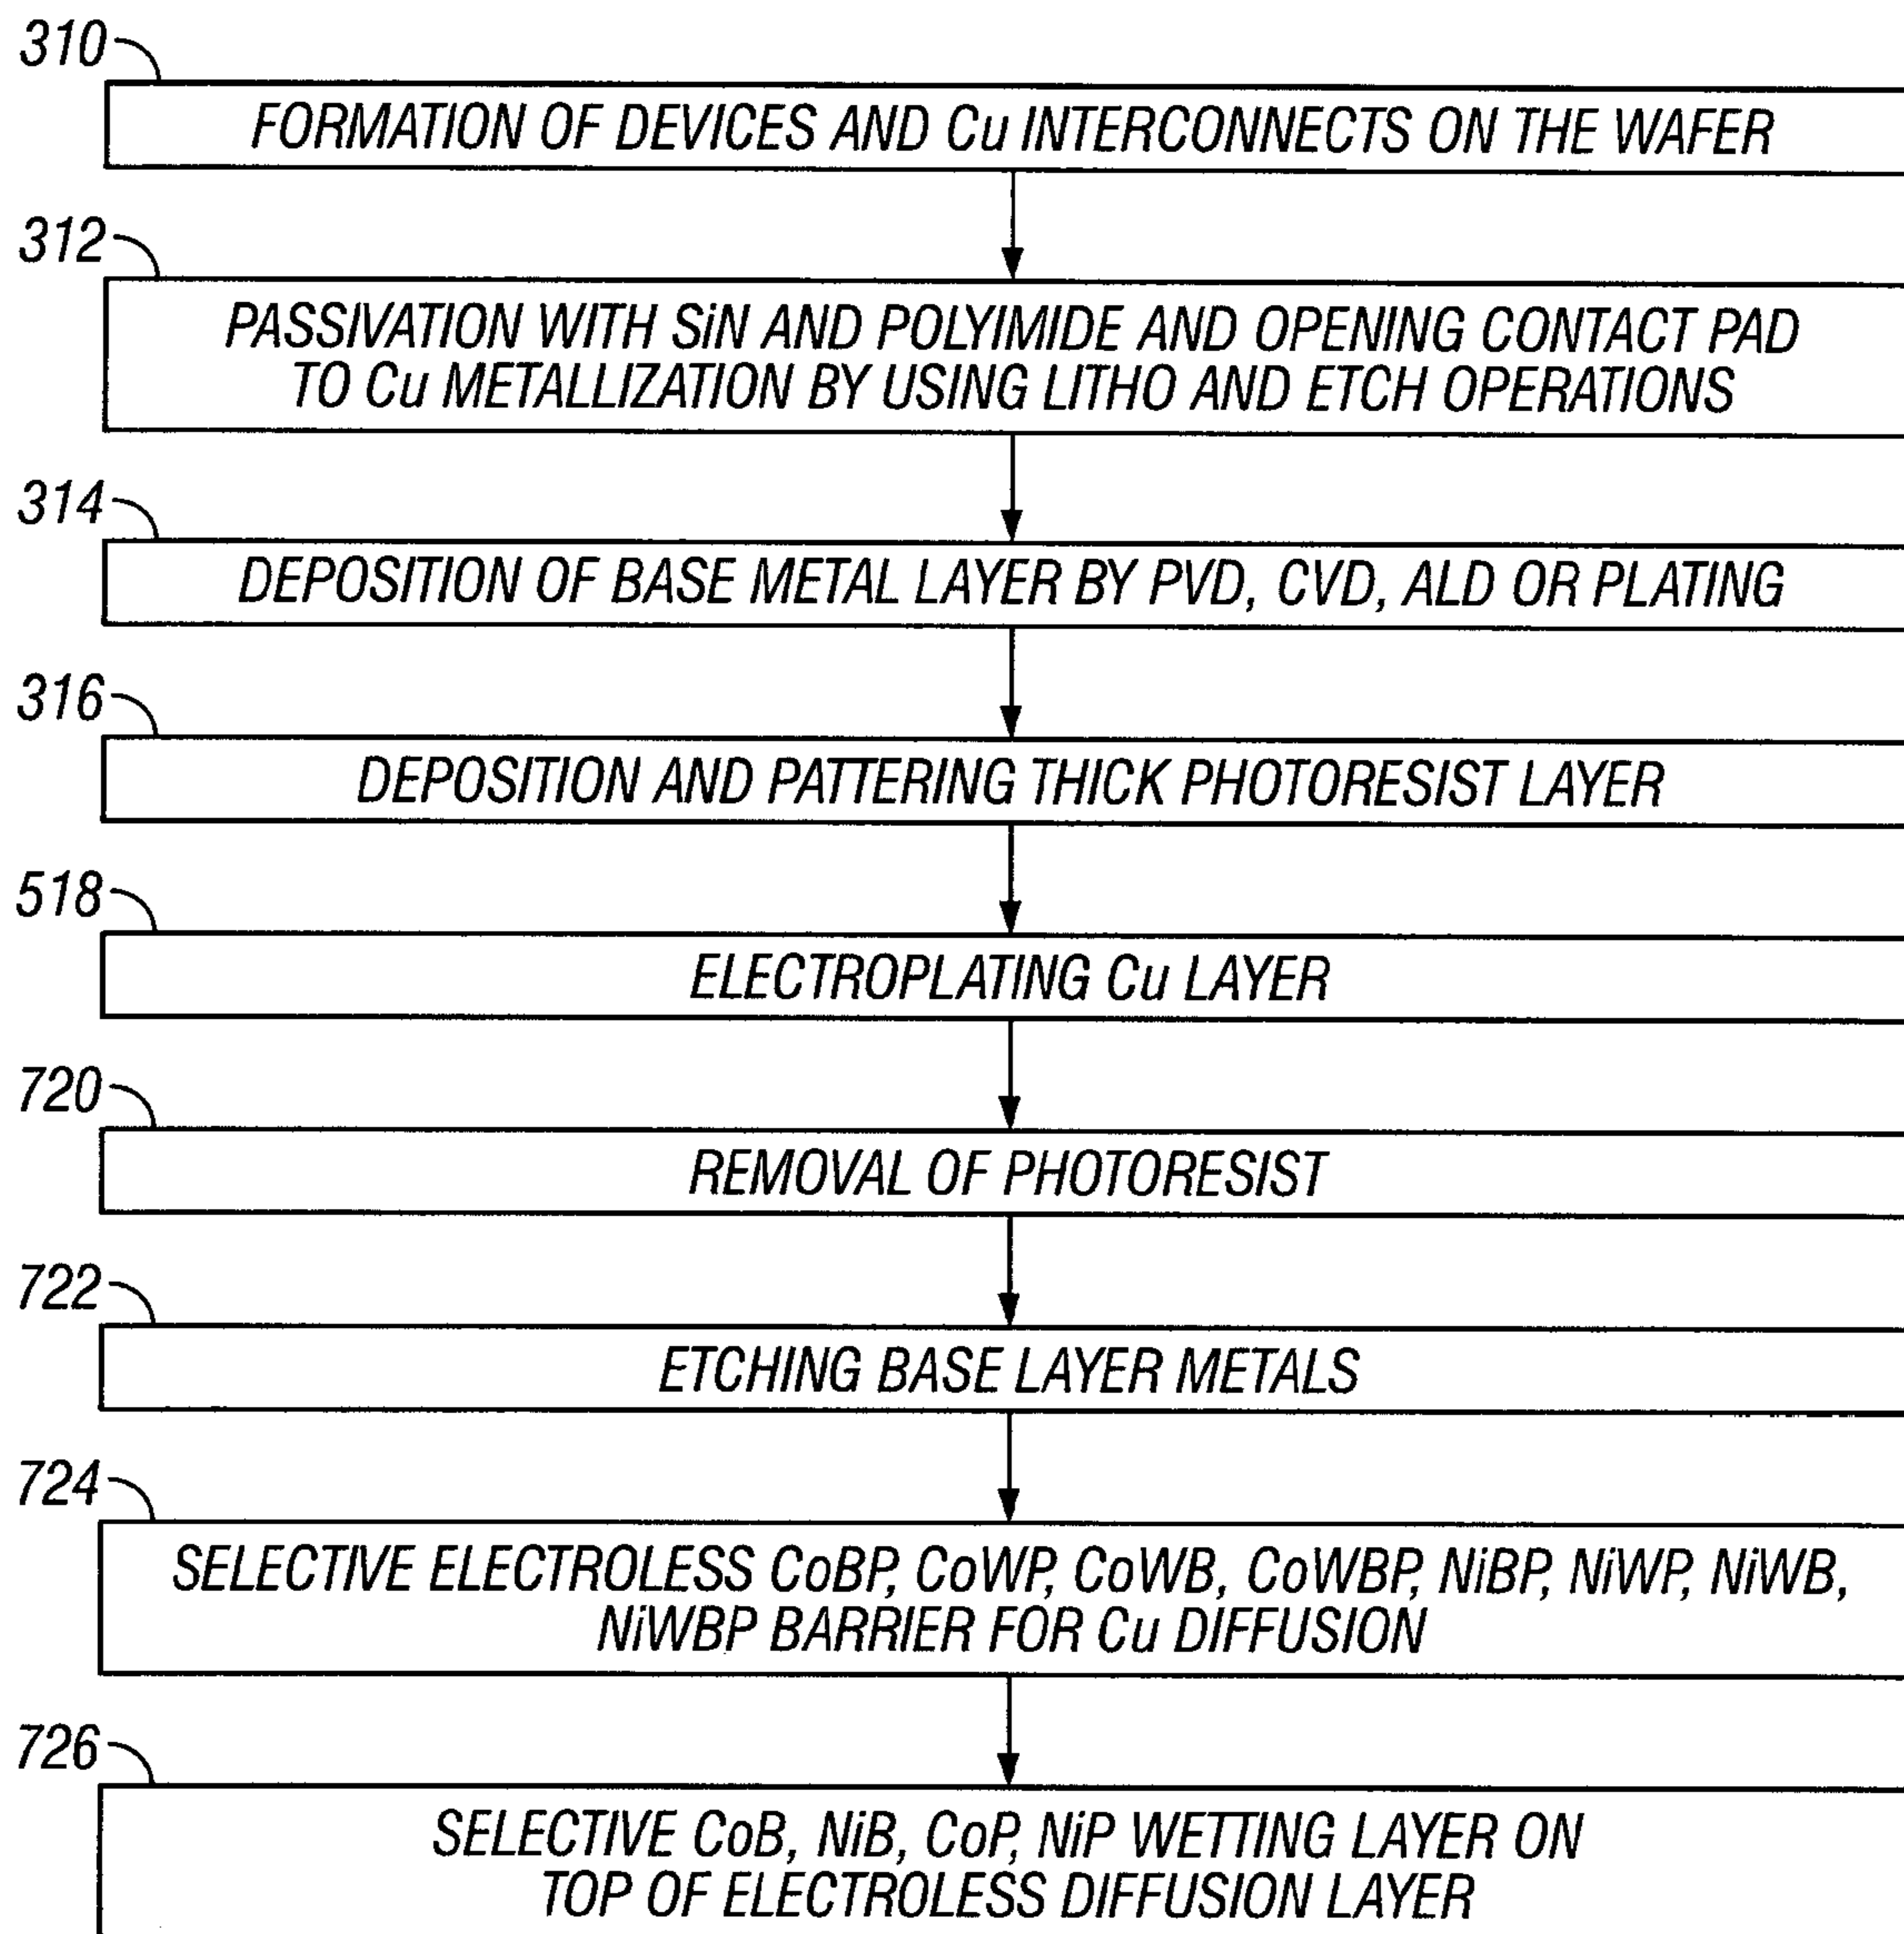 310
FORMATION OF DEVICES AND Cu INTERCONNECTS ON THE WAFER
312
PASSIVATION WITH SiN AND POLYIMIDE AND OPENING CONTACT PAD
TO Cu METALLIZATION BY USING LITHO AND ETCH OPERATIONS
314
DEPOSITION OF BASE METAL LAYER BY PVD, CVD, ALD OR PLATING
316
DEPOSITION AND PATTERING THICK PHOTORESIST LAYER
518
ELECTROPLATING Cu LAYER
720
REMOVAL OF PHOTORESIST
722
ETCHING BASE LAYER METALS
724
SELECTIVE ELECTROLESS CoBP, CoWP, CoWB, CoWBP, NiBP, NiWP, NiWB,
NiWBP BARRIER FOR Cu DIFFUSION
726
SELECTIVE CoB, NiB, CoP, NiP WETTING LAYER ON
TOP OF ELECTROLESS DIFFUSION LAYER